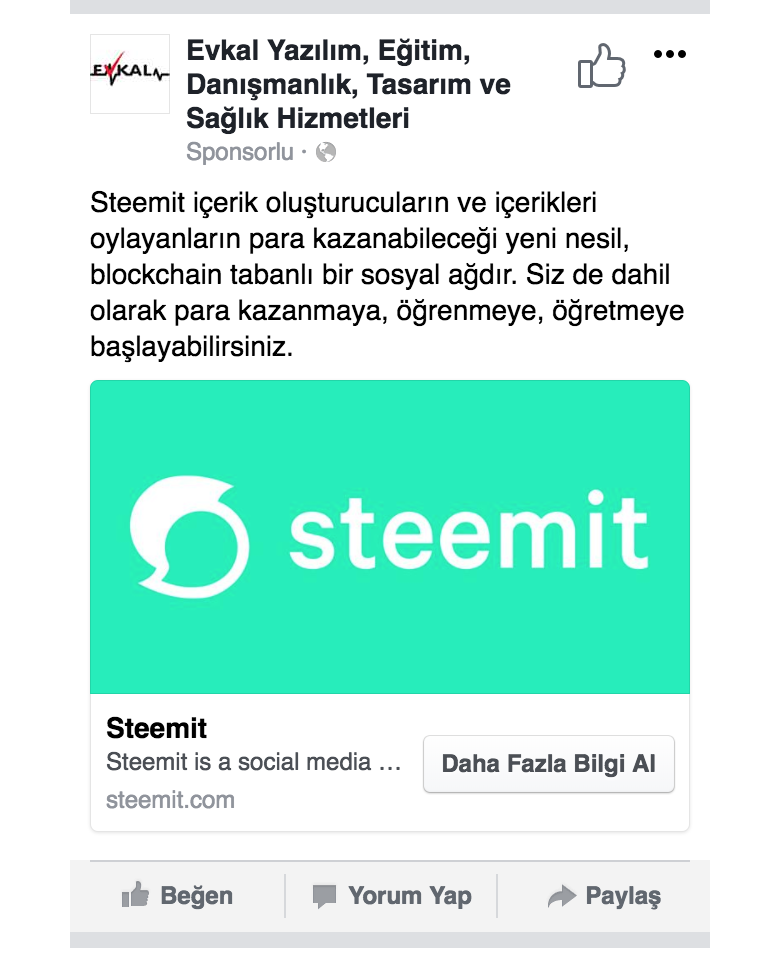 EVKAL
Evkal Yazılım, Eğitim,
Danışmanlık, Tasarım ve
Sağlık Hizmetleri
Sponsorlu ·
Steemit içerik oluşturucuların ve içerikleri
oylayanların para kazanabileceği yeni nesil,
blockchain tabanlı bir sosyal ağdır. Siz de dahil
olarak para kazanmaya, öğrenmeye, öğretmeye
başlayabilirsiniz.
steemit
Steemit
Steemit is a social media ...
Daha Fazla Bilgi Al
steemit.com
Beğen
Yorum Yap
Paylaş